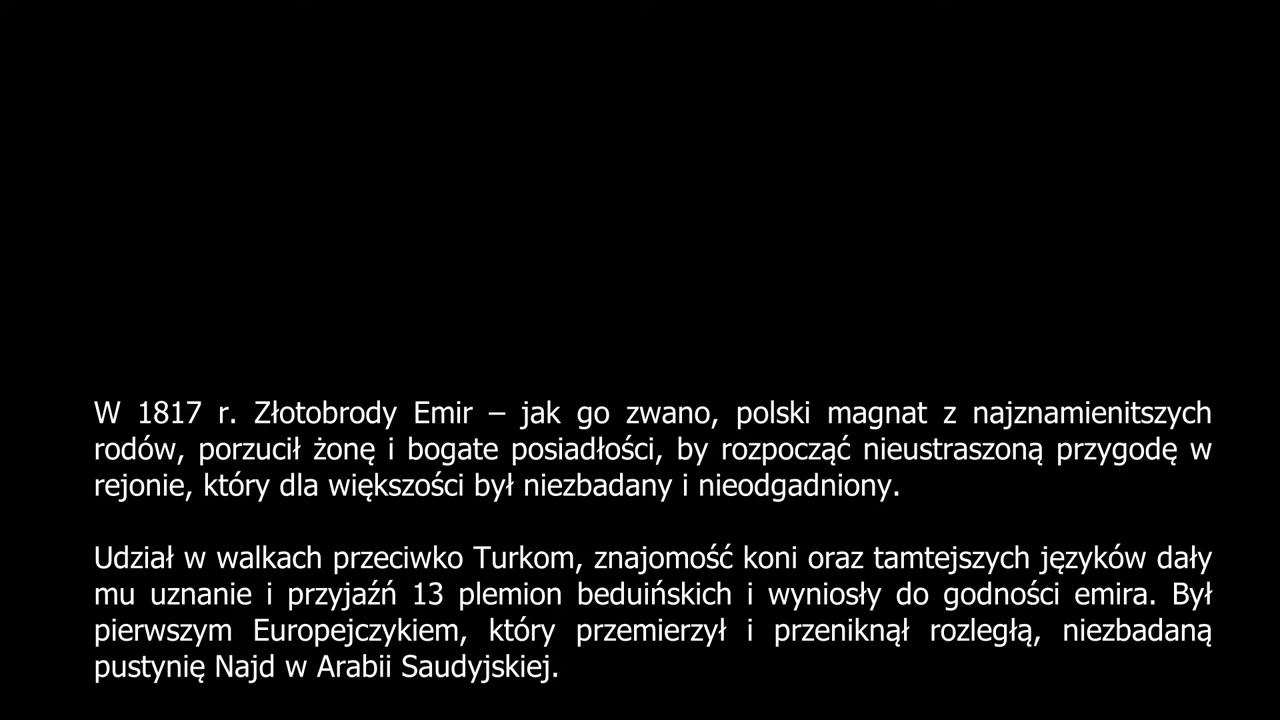 W 1817 r. Złotobrody Emir – jak go zwano, polski magnat z najznamienitszych
rodów, porzucił żonę i bogate posiadłości, by rozpocząć nieustraszoną przygodę w
rejonie, który dla większości był niezbadany i nieodgadniony.
Udział w walkach przeciwko Turkom, znajomość koni oraz tamtejszych języków dały
mu uznanie i przyjaźń 13 plemion beduińskich i wyniosły do godności emira. Był
pierwszym Europejczykiem, który przemierzył i przeniknął rozległą, niezbadaną
pustynię Najd w Arabii Saudyjskiej.